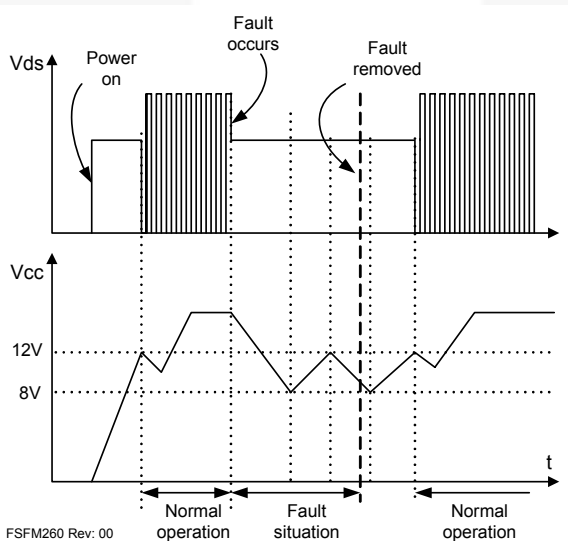 Fault
occurs
Vds
Power
on
Fault
removed
Vcc
12V
8V
t
Normal
operation
Fault
situation
Normal
operation
FSFM260 Rev: 00